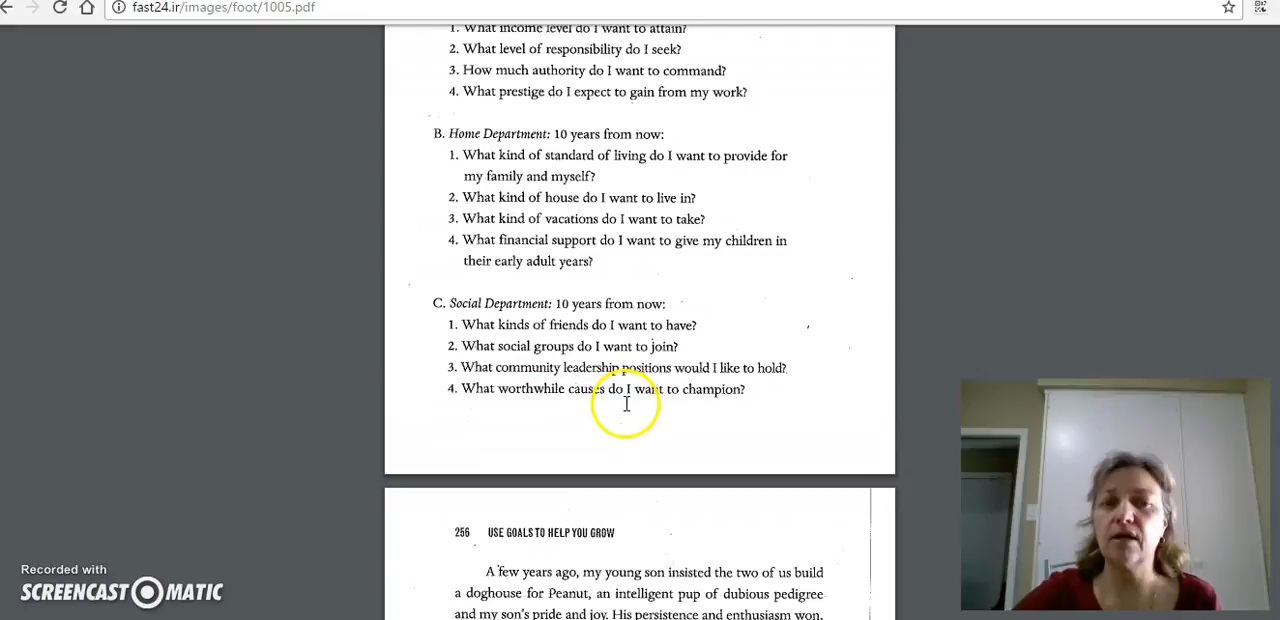 fast24.ir/images/foot/1005.pdf
1. What income level do I want to attain?
2. What level of responsibility do I seek?
3. How much authority do I want to command?
4. What prestige do I expect to gain from my work?
B. Home Department: 10 years from now:
1. What kind of standard of living do I want to provide for
my family and myself?
2. What kind of house do I want to live in?
3. What kind of vacations do I want to take?
4. What financial support do I want to give my children in
their early adult years?
C. Social Department: 10 years from now:
1. What kinds of friends do I want to have?
2. What social groups do I want to join?
3. What community leadership positions would I like to hold?
4. What worthwhile causes do I want to champion?
256 USE GOALS TO HELP YOU GROW
A few years ago, my young son insisted the two of us build
a doghouse for Peanut, an intelligent pup of dubious pedigree
and my son's pride and joy. His persistence and enthusiasm won,
Recorded with
SCREENCAST-O-MATIC